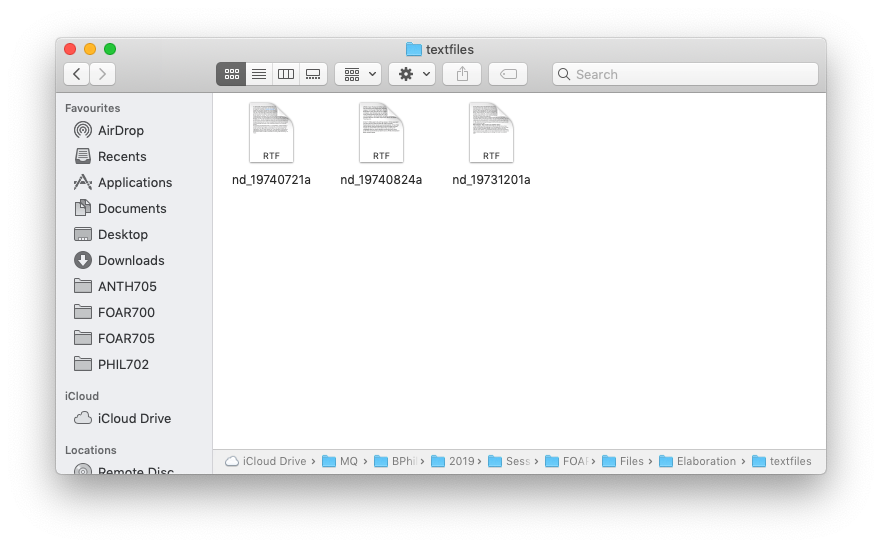 textfiles
Search
Favourites
AirDrop
Recents
Applications
Documents
Desktop
Downloads
ANTH705
FOAR700
FOAR705
PHIL702
iCloud
iCloud Drive
Locations
Remote Disc
RTF RTF RTF
nd_19740721a nd_19740824a nd_19731201a
iCloud Drive › MQ › BPhi › 2019 › Sess › FOA › Files › Elaboration › textfiles